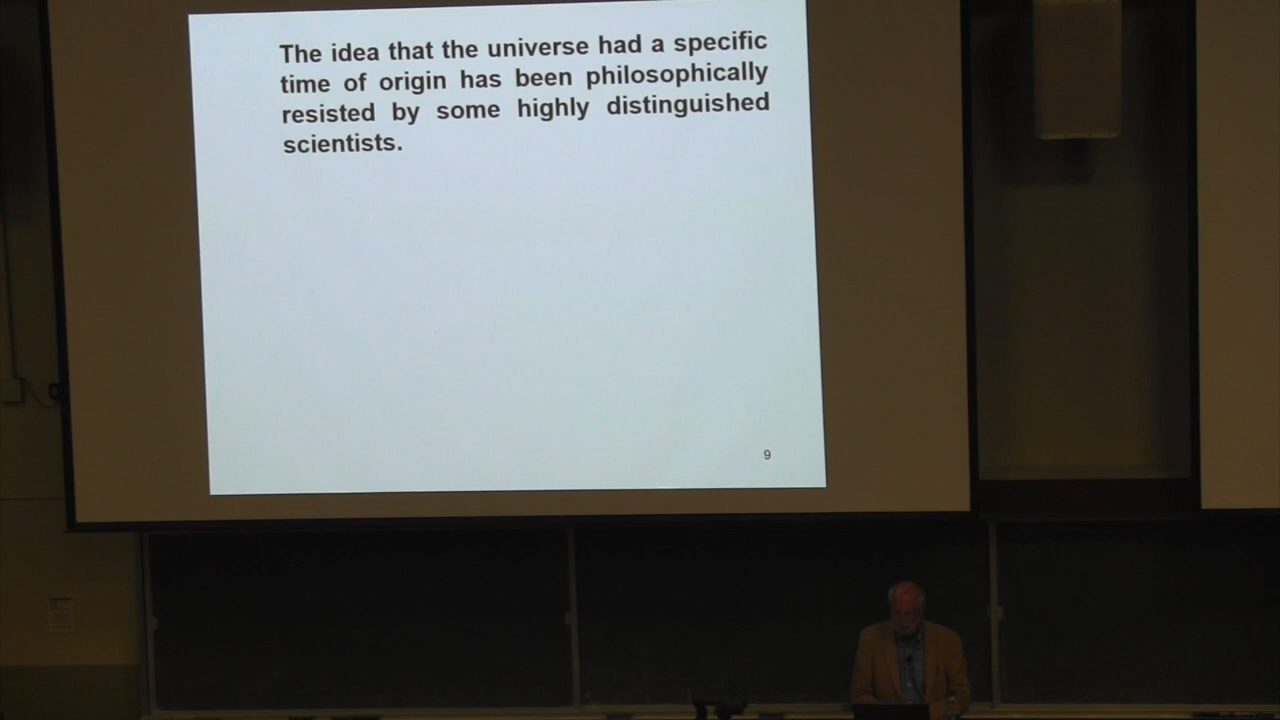 The idea that the universe had a specific
time of origin has been philosophically
resisted by some highly distinguished
scientists.
9